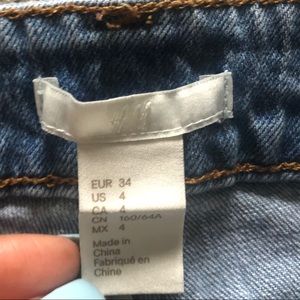 EUR 34
US 4
CA 4
CN 160/64A
MX 4
Made in
China
Fabriqué en
Chine